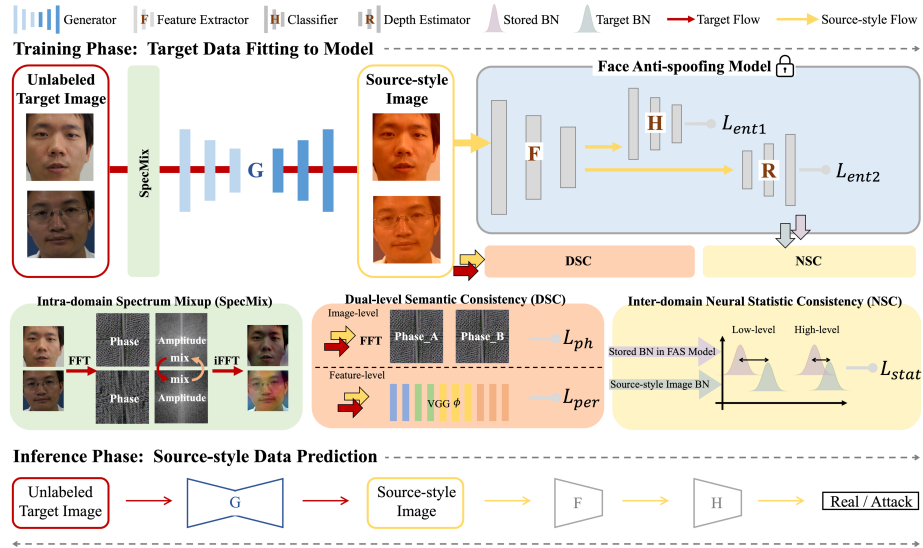 Generator
F Feature Extractor
H Classifier
R Depth Estimator
Stored BN
Target BN
Target Flow
Source-style Flow
Training Phase: Target Data Fitting to Model
Unlabeled
Target Image
SpecMix
G
Source-style
Image
Face Anti-spoofing Model
F
H
L_ent1
R
L_ent2
DSC
NSC
Intra-domain Spectrum Mixup (SpecMix)
FFT
Phase
Amplitude
mix
iFFT
mix
Phase
Amplitude
Dual-level Semantic Consistency (DSC)
Image-level
FFT
Phase_A
Phase_B
L_ph
Feature-level
VGG ϕ
L_per
Inter-domain Neural Statistic Consistency (NSC)
Low-level
High-level
Stored BN in FAS Model
Source-style Image BN
L_stat
Inference Phase: Source-style Data Prediction
Unlabeled
Target Image
G
Source-style
Image
F
H
Real / Attack